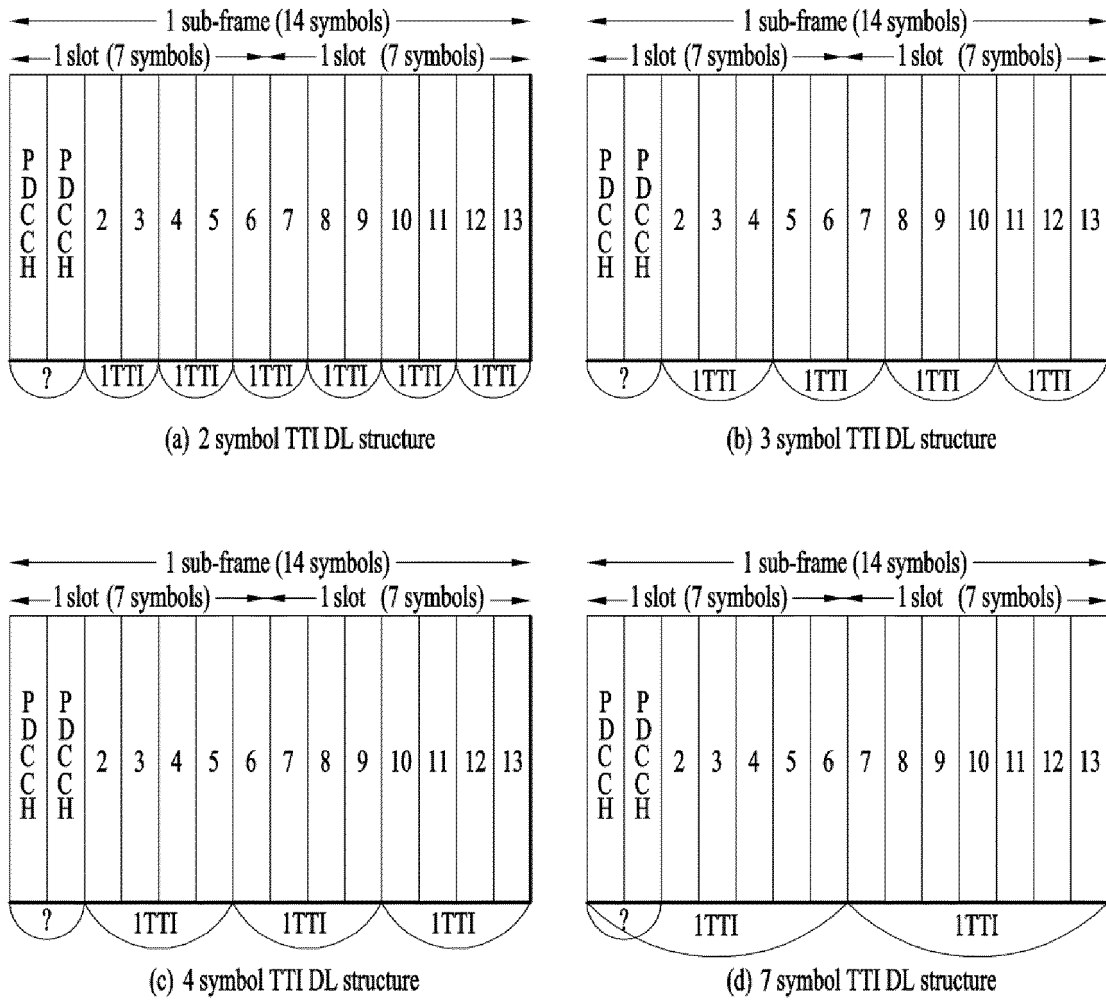 1 sub-frame (14 symbols)
1 slot (7 symbols) 1 slot (7 symbols)
PDCCH PDCCH 2 3 4 5 6 7 8 9 10 11 12 13
? 1TTI 1TTI 1TTI 1TTI 1TTI 1TTI
(a) 2 symbol TTI DL structure
1 sub-frame (14 symbols)
1 slot (7 symbols) 1 slot (7 symbols)
PDCCH PDCCH 2 3 4 5 6 7 8 9 10 11 12 13
? 1TTI 1TTI 1TTI 1TTI
(b) 3 symbol TTI DL structure
1 sub-frame (14 symbols)
1 slot (7 symbols) 1 slot (7 symbols)
PDCCH PDCCH 2 3 4 5 6 7 8 9 10 11 12 13
? 1TTI 1TTI 1TTI
(c) 4 symbol TTI DL structure
1 sub-frame (14 symbols)
1 slot (7 symbols) 1 slot (7 symbols)
PDCCH PDCCH 2 3 4 5 6 7 8 9 10 11 12 13
? 1TTI 1TTI
(d) 7 symbol TTI DL structure